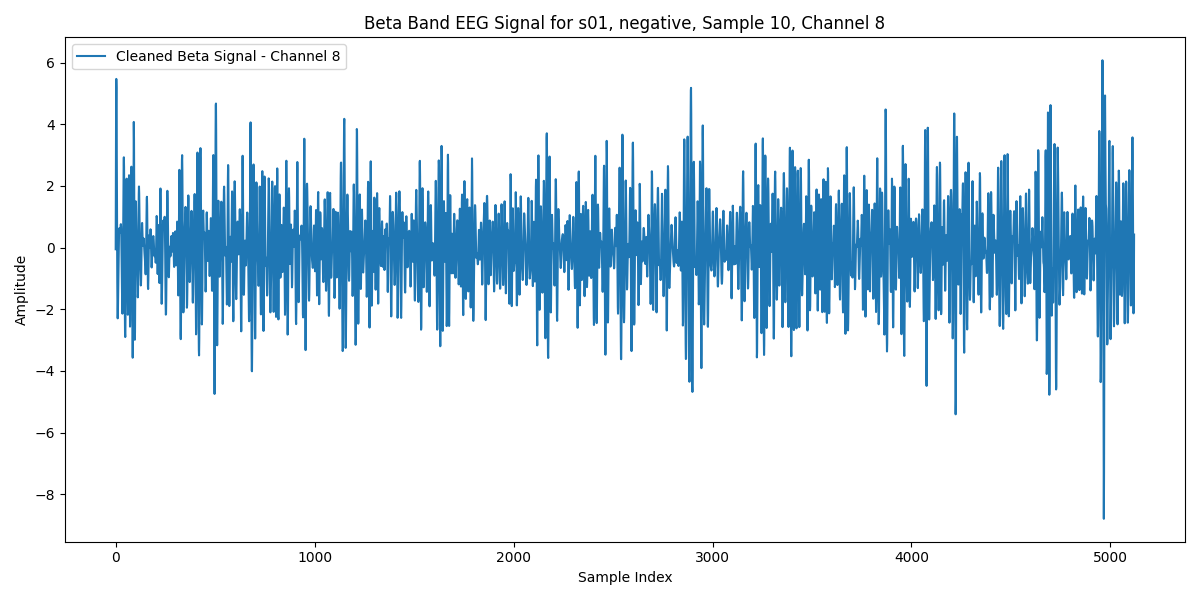 Beta Band EEG Signal for s01, negative, Sample 10, Channel 8
Cleaned Beta Signal - Channel 8
Amplitude
6
4
2
0
−2
−4
−6
−8
0 1000 2000 3000 4000 5000
Sample Index